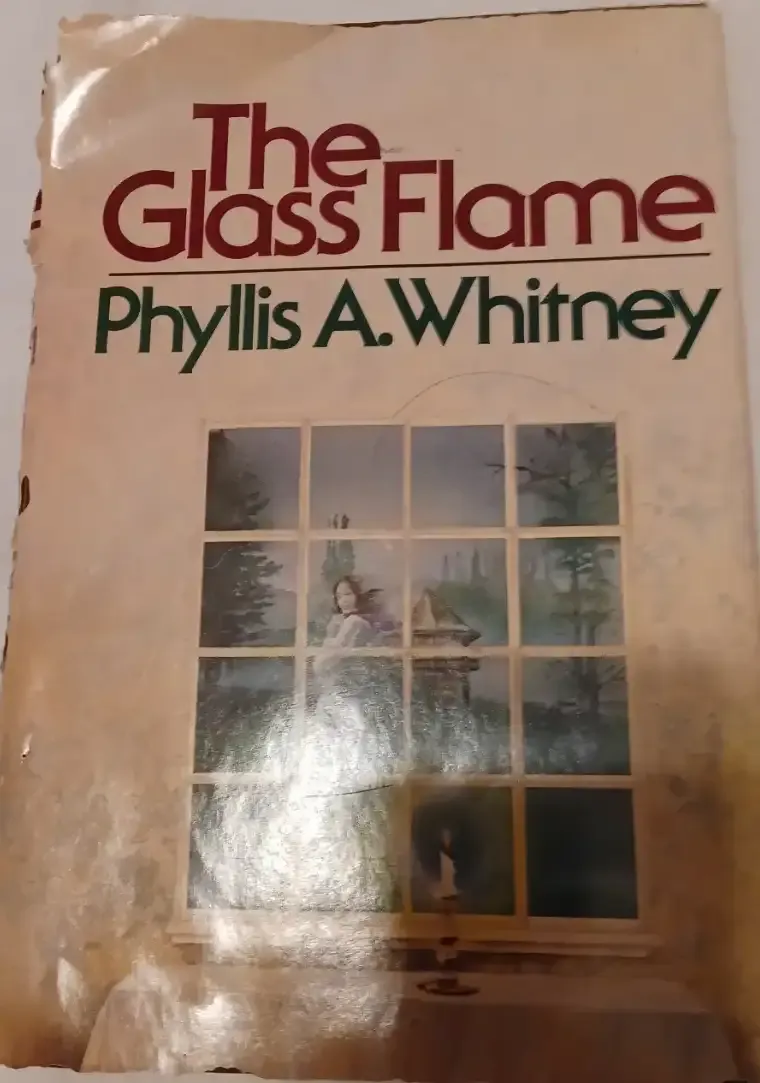 The
Glass Flame
Phyllis A. Whitney